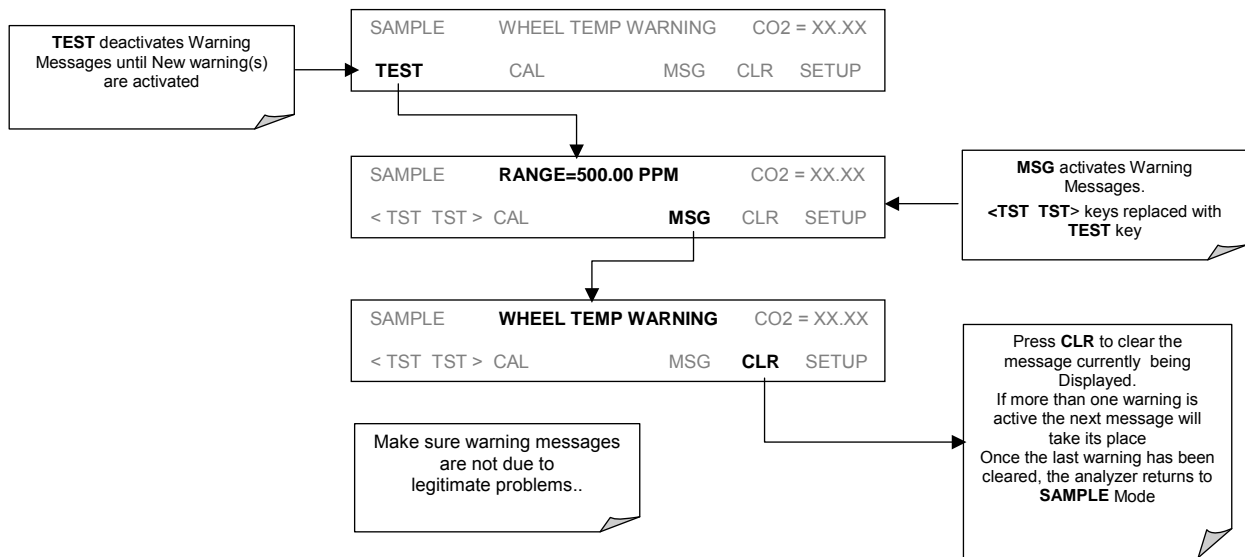 TEST deactivates Warning
Messages until New warning(s)
are activated
SAMPLE WHEEL TEMP WARNING CO2 = XX.XX
TEST CAL MSG CLR SETUP
SAMPLE RANGE=500.00 PPM CO2 = XX.XX
< TST TST > CAL MSG CLR SETUP
MSG activates Warning
Messages.
<TST TST> keys replaced with
TEST key
SAMPLE WHEEL TEMP WARNING CO2 = XX.XX
< TST TST > CAL MSG CLR SETUP
Press CLR to clear the
message currently being
Displayed.
If more than one warning is
active the next message will
take its place
Once the last warning has been
cleared, the analyzer returns to
SAMPLE Mode
Make sure warning messages
are not due to
legitimate problems..